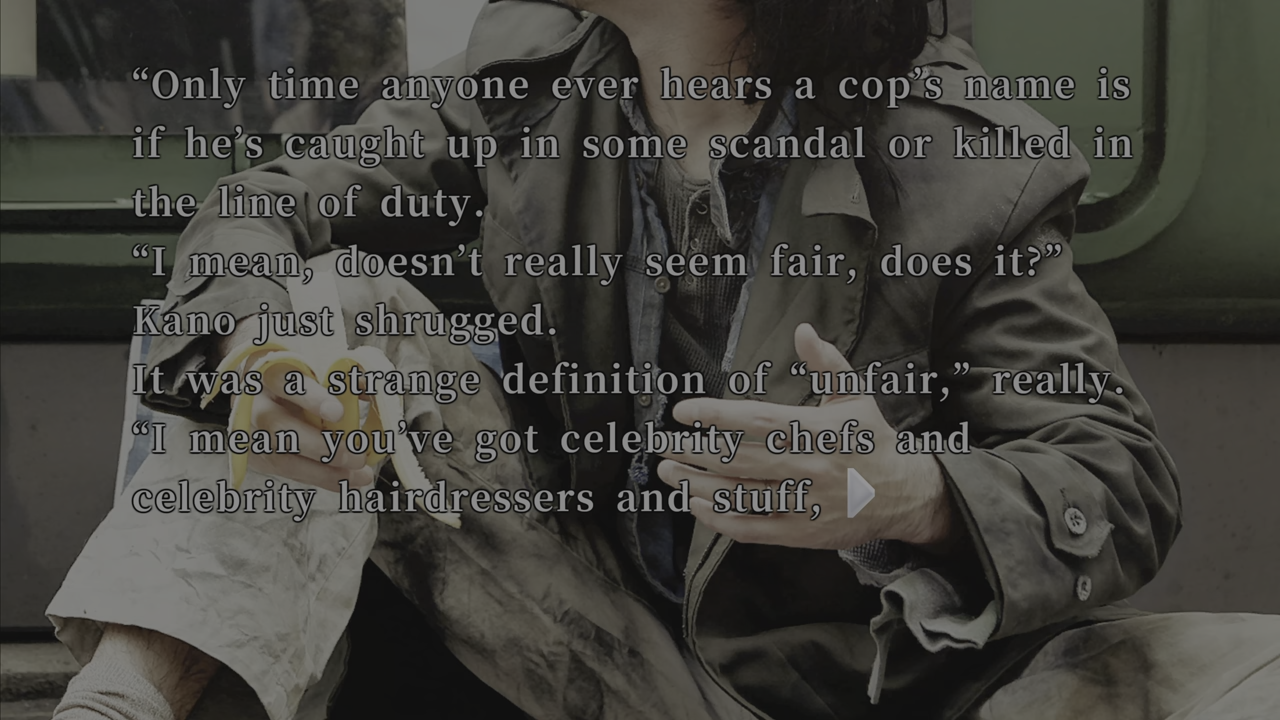 “Only time anyone ever hears a cop’s name is
if he’s caught up in some scandal or killed in
the line of duty.
“I mean, doesn’t really seem fair, does it?”
Kano just shrugged.
It was a strange definition of “unfair,” really.
“I mean you’ve got celebrity chefs and
celebrity hairdressers and stuff,